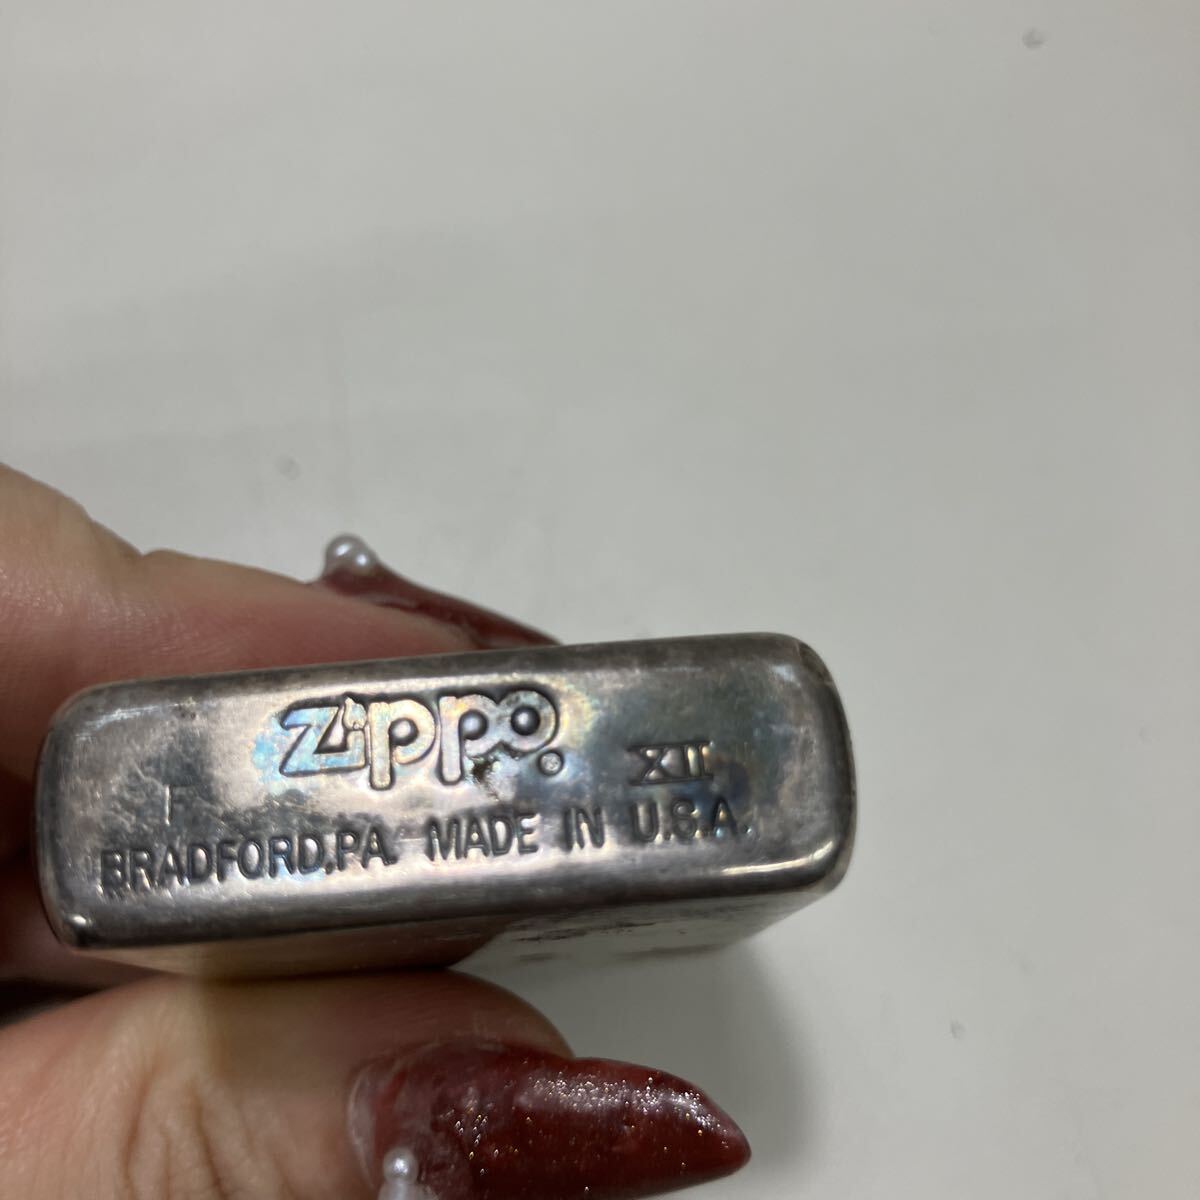 Zippo®
XII
F
BRADFORD,PA. MADE IN U.S.A.